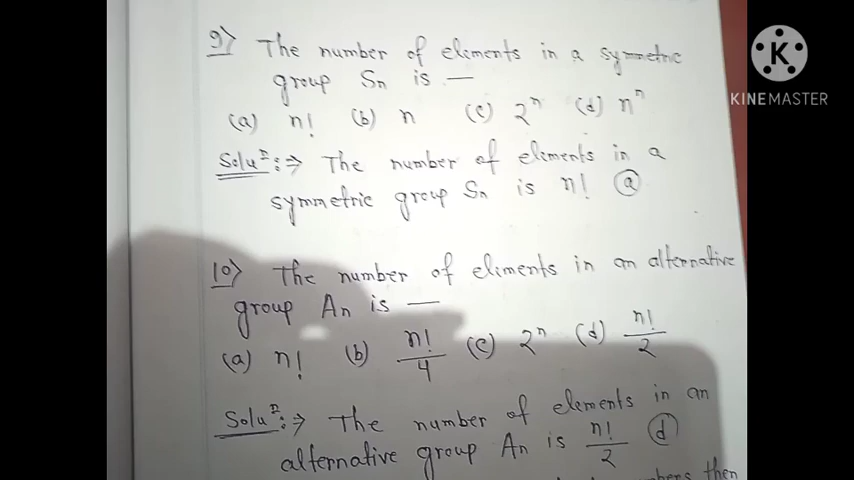 9) The number of elements in a symmetric
group Sn is —
(a) n! (b) n (c) 2^n (d) n^n
Solu^n :⇒ The number of elements in a
symmetric group Sn is n! (a)
10) The number of elements in an alternative
group An is —
(a) n! (b) n!/4 (c) 2^n (d) n!/2
Solu^n :⇒ The number of elements in an
alternative group An is n!/2 (d)
then
KINEMASTER